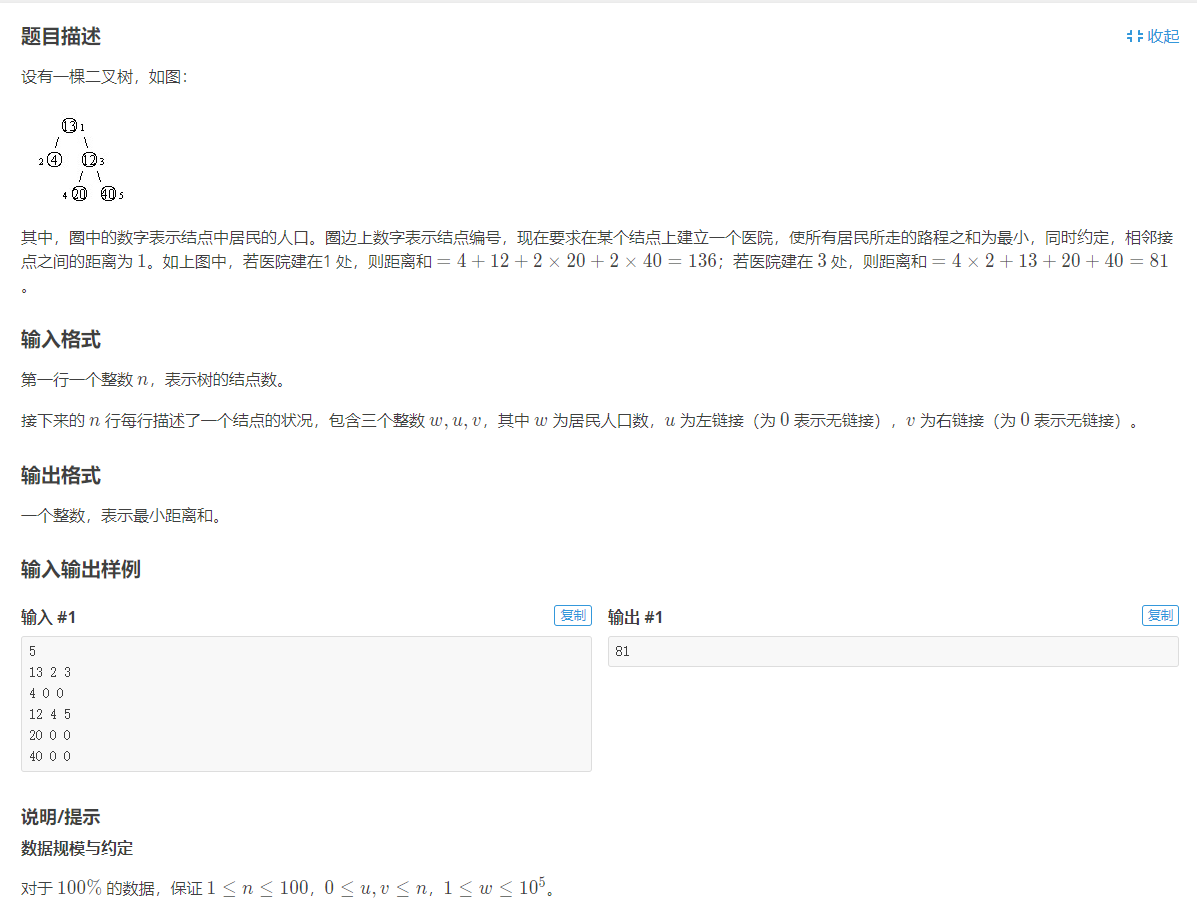 题目描述
收起
设有一棵二叉树，如图：
13 1
2 4 12 3
4 20 40 5
其中，圈中的数字表示结点中居民的人口。圈边上数字表示结点编号，现在要求在某个结点上建立一个医院，使所有居民所走的路程之和为最小，同时约定，相邻接
点之间的距离为 1。如上图中，若医院建在1 处，则距离和 = 4 + 12 + 2 × 20 + 2 × 40 = 136；若医院建在 3 处，则距离和 = 4 × 2 + 13 + 20 + 40 = 81
。
输入格式
第一行一个整数 n，表示树的结点数。
接下来的 n 行每行描述了一个结点的状况，包含三个整数 w, u, v，其中 w 为居民人口数，u 为左链接（为 0 表示无链接），v 为右链接（为 0 表示无链接）。
输出格式
一个整数，表示最小距离和。
输入输出样例
输入 #1
复制
5
13 2 3
4 0 0
12 4 5
20 0 0
40 0 0
输出 #1
复制
81
说明/提示
数据规模与约定
对于 100% 的数据，保证 1 ≤ n ≤ 100，0 ≤ u, v ≤ n，1 ≤ w ≤ 10⁵。